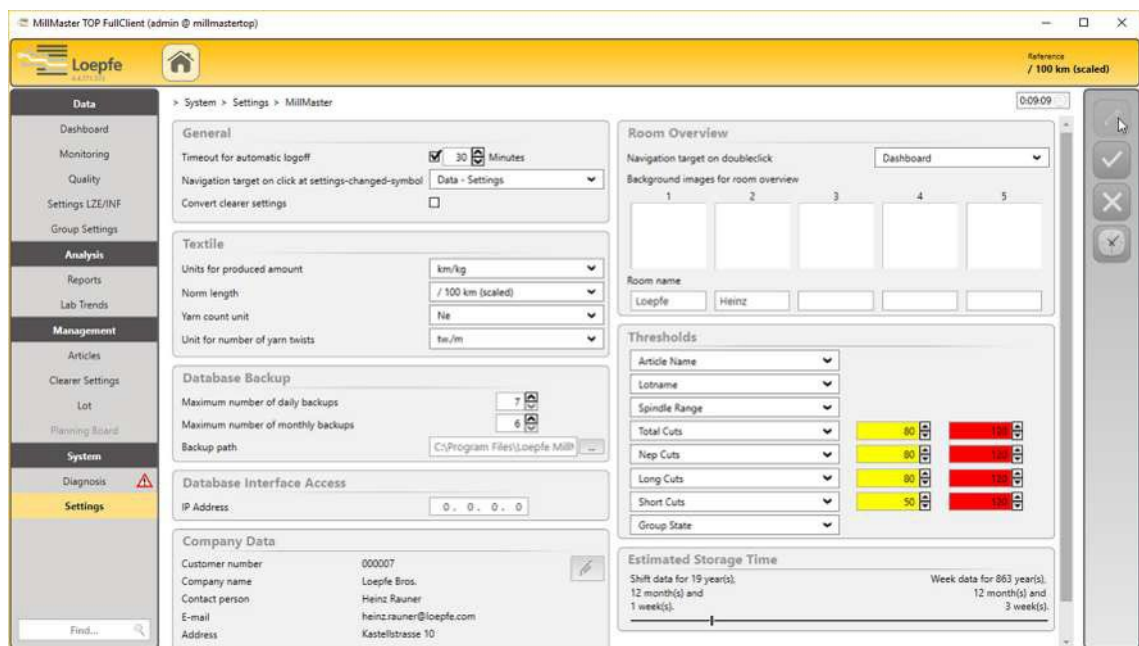 MillMaster TOP FullClient (admin @ millmastertop)
Loepfe
Reference
/ 100 km (scaled)
Data
Dashboard
Monitoring
Quality
Settings LZE/INF
Group Settings
Analysis
Reports
Lab Trends
Management
Articles
Clearer Settings
Lot
Planning Board
System
Diagnosis
Settings
Find...
> System > Settings > MillMaster
0:09:09
General
Timeout for automatic logoff 30 Minutes
Navigation target on click at settings-changed-symbol Data - Settings
Convert clearer settings
Textile
Units for produced amount km/kg
Norm length / 100 km (scaled)
Yarn count unit Ne
Unit for number of yarn twists tw./m
Database Backup
Maximum number of daily backups 7
Maximum number of monthly backups 6
Backup path C:\Program Files\Loepfe Mill ...
Database Interface Access
IP Address 0 . 0 . 0 . 0
Company Data
Customer number 000007
Company name Loepfe Bros.
Contact person Heinz Rauner
E-mail heinz.rauner@loepfe.com
Address Kastellstrasse 10
Room Overview
Navigation target on doubleclick Dashboard
Background images for room overview
1 2 3 4 5
Room name
Loepfe Heinz
Thresholds
Article Name
Lotname
Spindle Range
Total Cuts 80 120
Nep Cuts 80 120
Long Cuts 80 120
Short Cuts 50 120
Group State
Estimated Storage Time
Shift data for 19 year(s), Week data for 863 year(s),
12 month(s) and 12 month(s) and
1 week(s). 3 week(s).